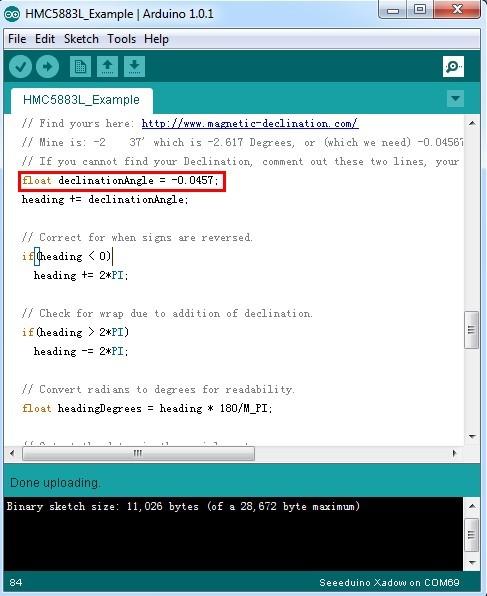 HMC5883L_Example | Arduino 1.0.1
File Edit Sketch Tools Help
HMC5883L_Example
// Find yours here: http://www.magnetic-declination.com/
// Mine is: -2    37' which is -2.617 Degrees, or (which we need) -0.04567
// If you cannot find your Declination, comment out these two lines, your
float declinationAngle = -0.0457;
heading += declinationAngle;
// Correct for when signs are reversed.
if(heading < 0)
heading += 2*PI;
// Check for wrap due to addition of declination.
if(heading > 2*PI)
heading -= 2*PI;
// Convert radians to degrees for readability.
float headingDegrees = heading * 180/M_PI;
Done uploading.
Binary sketch size: 11,026 bytes (of a 28,672 byte maximum)
84
Seeeduino Xadow on COM69